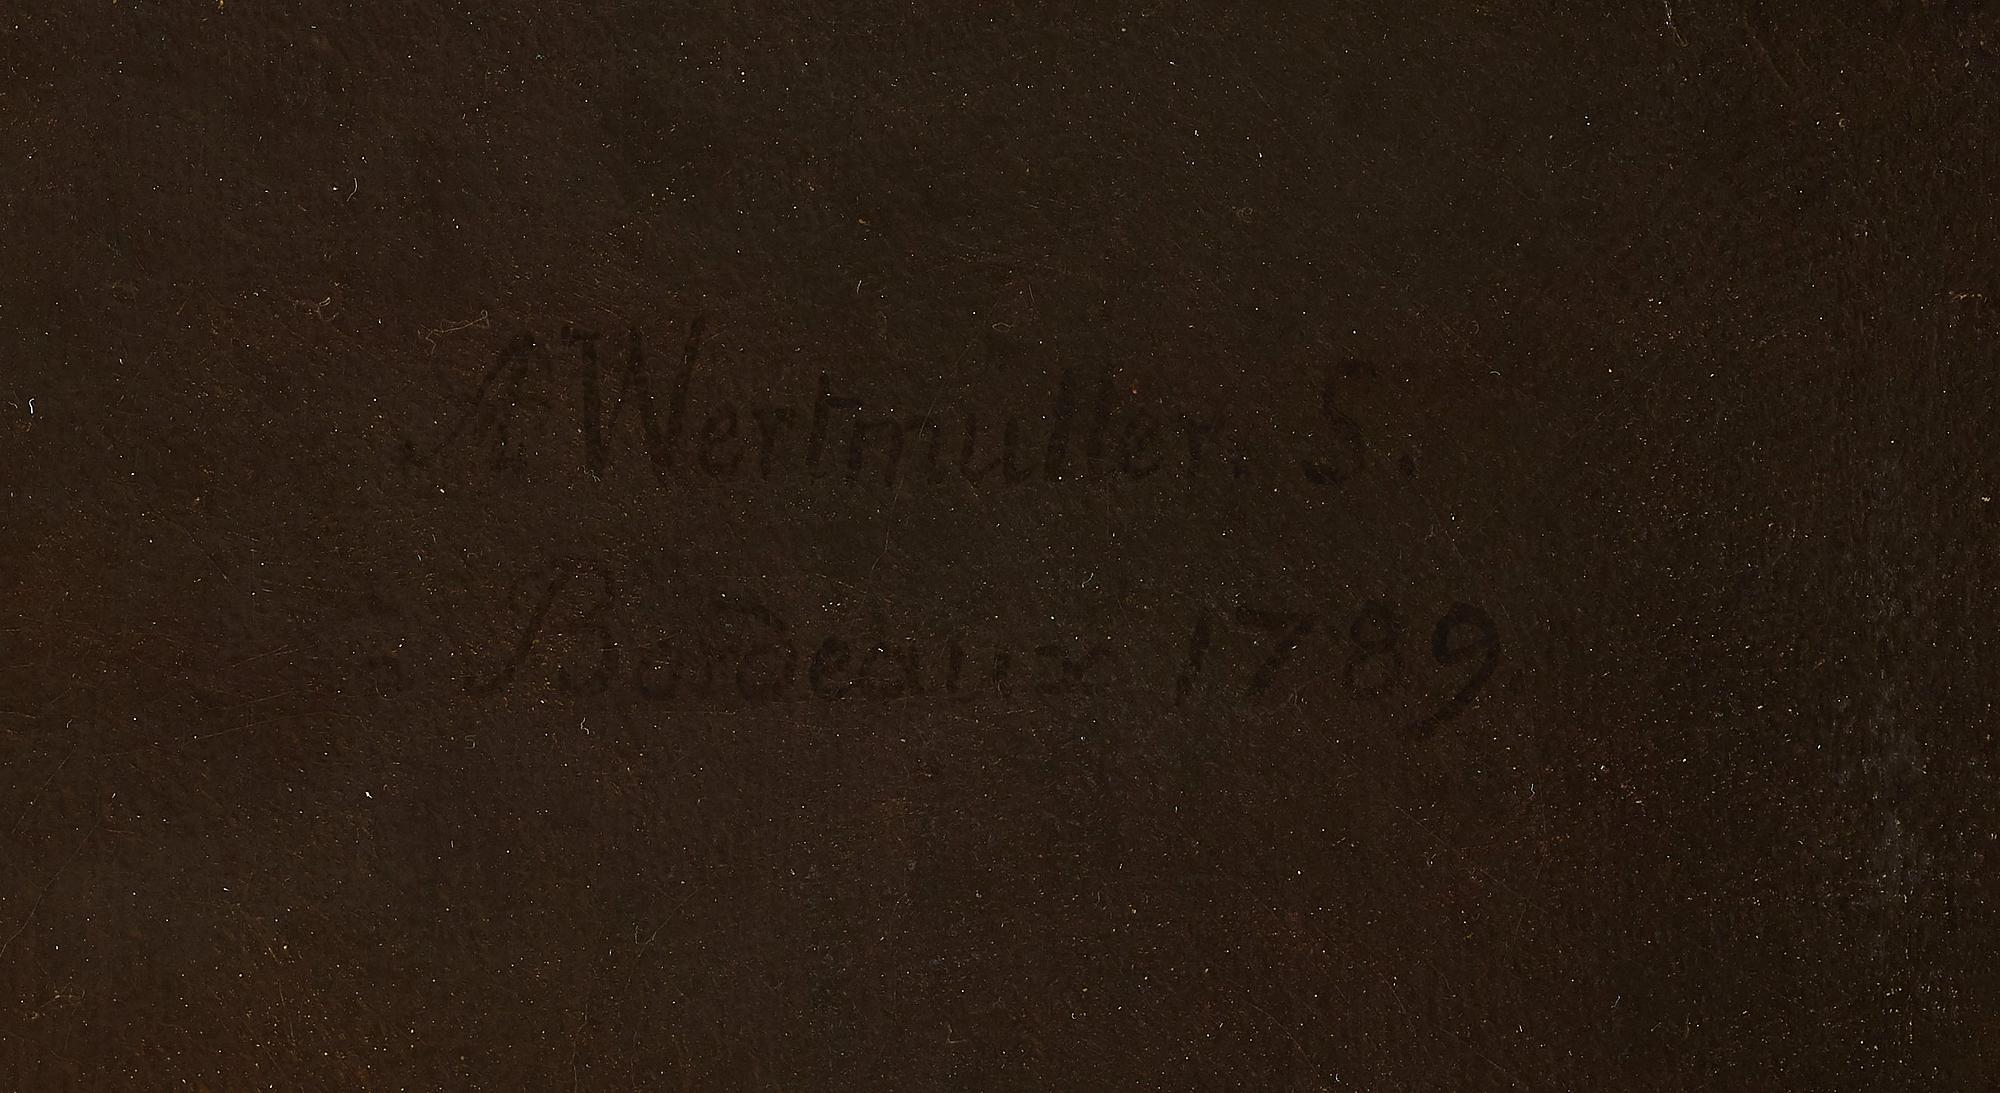 A Wertmuller. S.
à Bordeaux 1789.